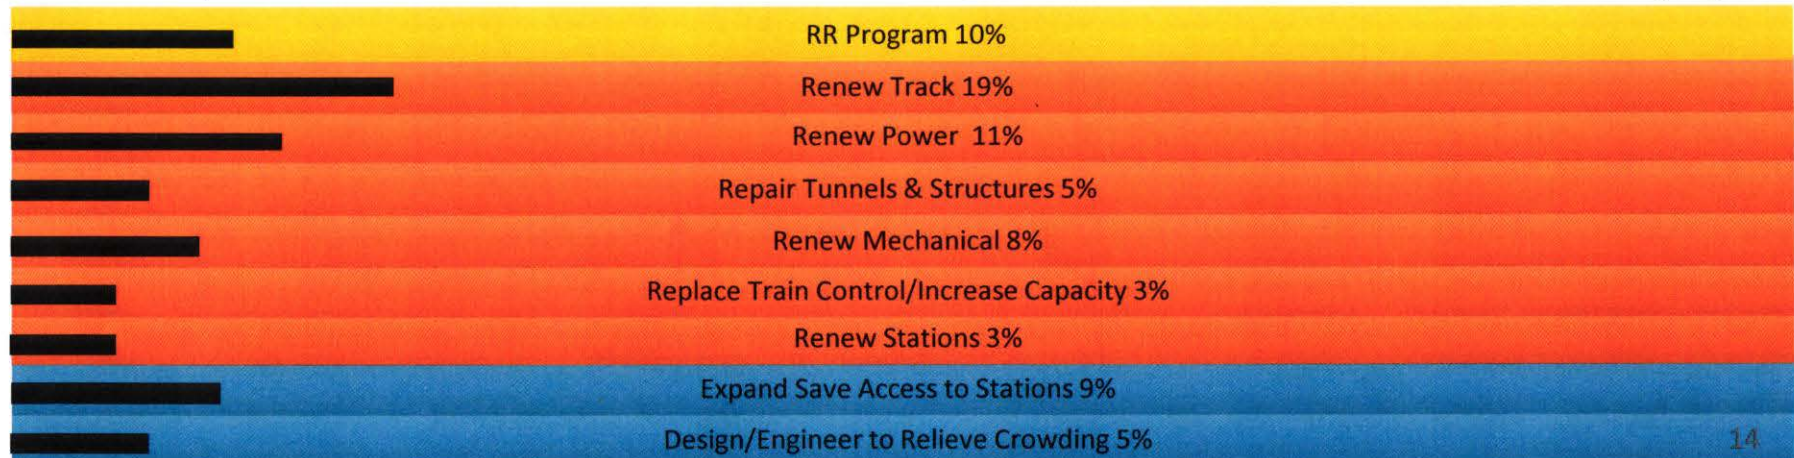 RR Program 10%
Renew Track 19%
Renew Power 11%
Repair Tunnels & Structures 5%
Renew Mechanical 8%
Replace Train Control/Increase Capacity 3%
Renew Stations 3%
Expand Save Access to Stations 9%
Design/Engineer to Relieve Crowding 5%
14